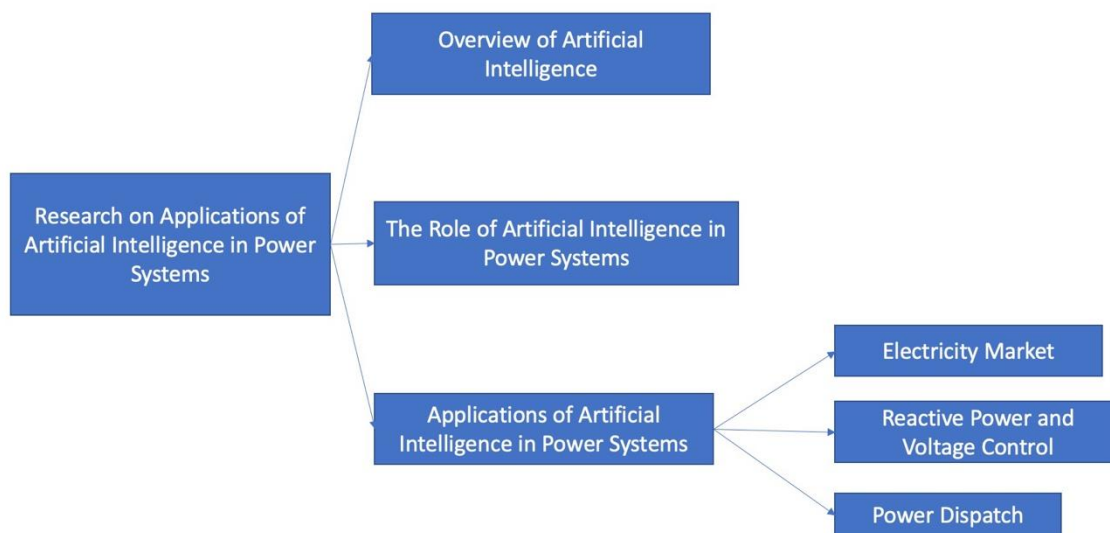 Overview of Artificial
Intelligence
Research on Applications of
Artificial Intelligence in Power
Systems
The Role of Artificial Intelligence in
Power Systems
Applications of Artificial
Intelligence in Power Systems
Electricity Market
Reactive Power and
Voltage Control
Power Dispatch